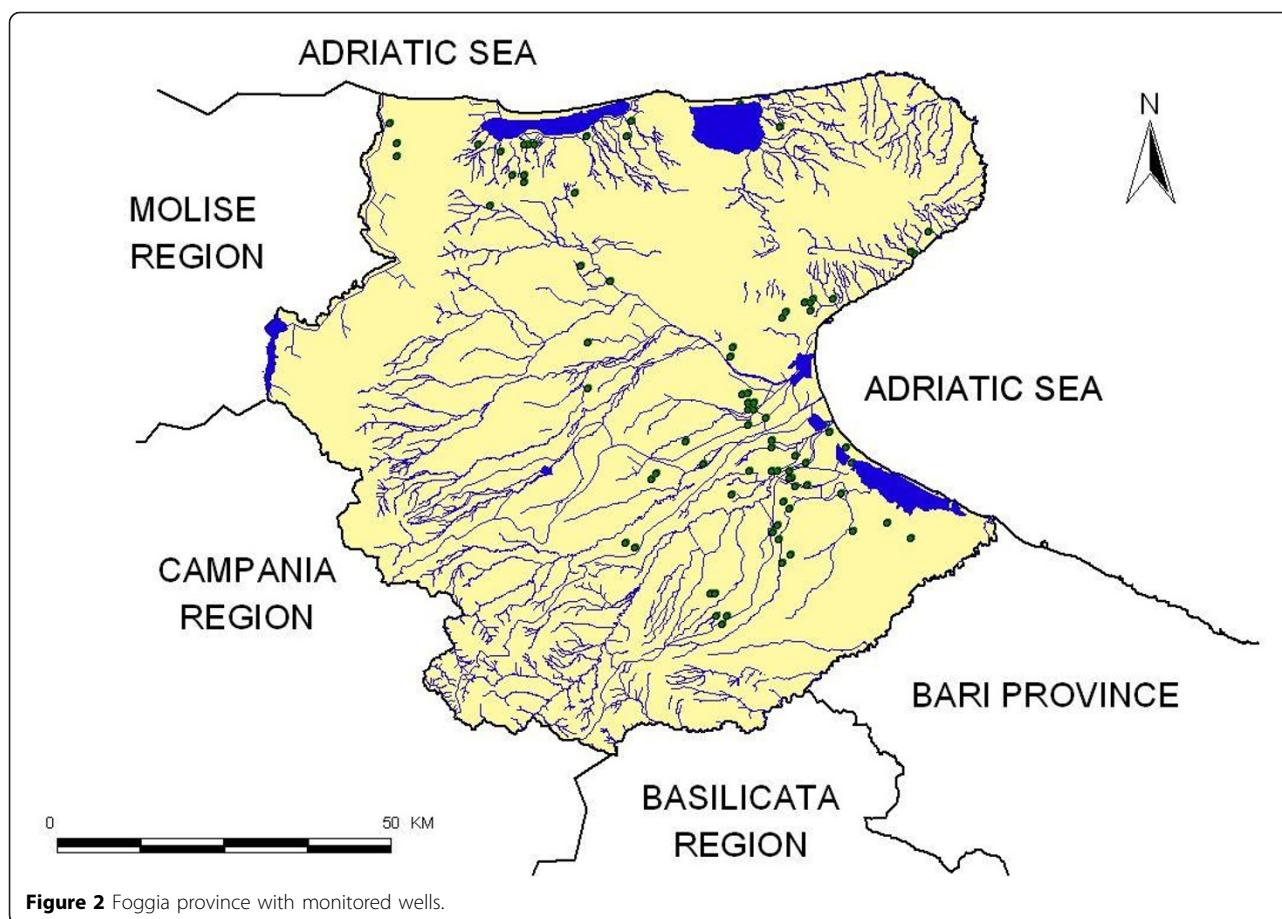 ADRIATIC SEA
N
MOLISE
REGION
ADRIATIC SEA
CAMPANIA
REGION
BARI PROVINCE
BASILICATA
REGION
0 50 KM
Figure 2 Foggia province with monitored wells.